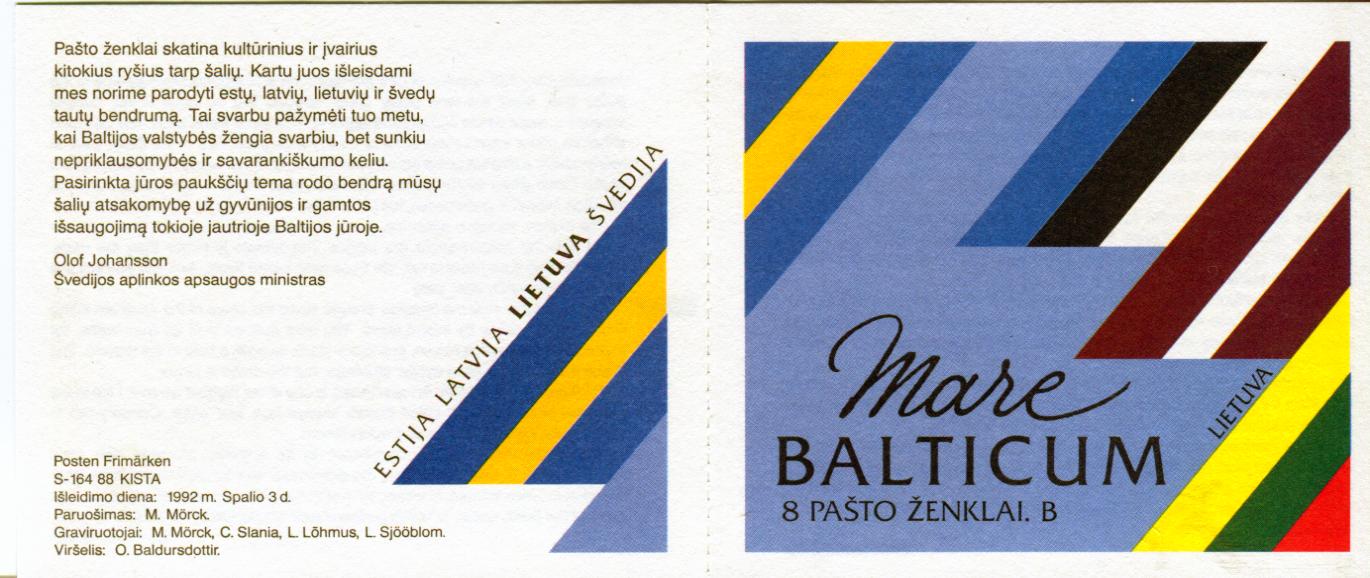 Pašto ženklai skatina kultūrinius ir įvairius
kitokius ryšius tarp šalių. Kartu juos išleisdami
mes norime parodyti estų, latvių, lietuvių ir švedų
tautų bendrumą. Tai svarbu pažymėti tuo metu,
kai Baltijos valstybės žengia svarbiu, bet sunkiu
nepriklausomybės ir savarankiškumo keliu.
Pasirinkta jūros paukščių tema rodo bendrą mūsų
šalių atsakomybę už gyvūnijos ir gamtos
išsaugojimą tokioje jautrioje Baltijos jūroje.
Olof Johansson
Švedijos aplinkos apsaugos ministras
ESTIJA LATVIJA LIETUVA ŠVEDIJA
Posten Frimärken
S-164 88 KISTA
Išleidimo diena: 1992 m. Spalio 3 d.
Paruošimas: M. Mörck.
Graviruotojai: M. Mörck, C. Slania, L. Lõhmus, L. Sjööblom.
Viršelis: O. Baldursdottir.
Mare
BALTICUM
8 PAŠTO ŽENKLAI. B
LIETUVA